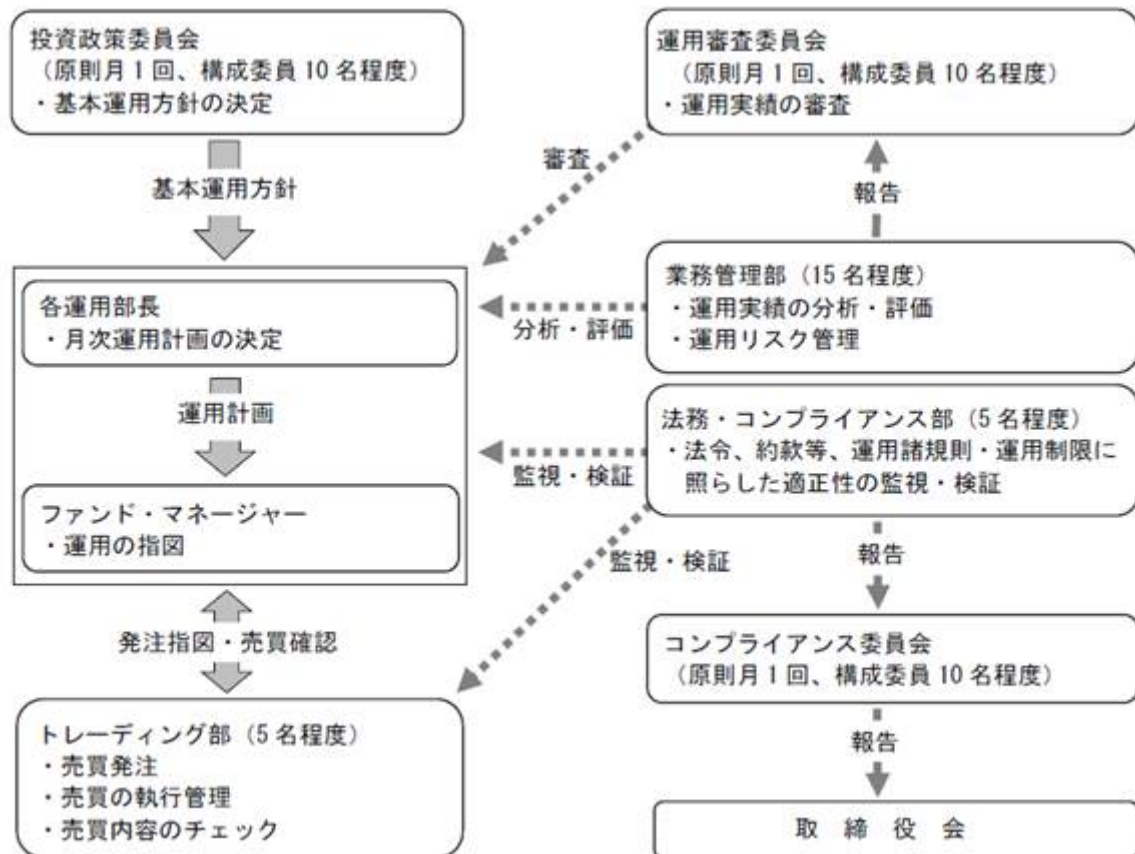 投資政策委員会
（原則月1回、構成委員10名程度）
・基本運用方針の決定
基本運用方針
各運用部長
・月次運用計画の決定
運用計画
ファンド・マネージャー
・運用の指図
発注指図・売買確認
トレーディング部（5名程度）
・売買発注
・売買の執行管理
・売買内容のチェック
運用審査委員会
（原則月1回、構成委員10名程度）
・運用実績の審査
審査
報告
業務管理部（15名程度）
・運用実績の分析・評価
・運用リスク管理
分析・評価
法務・コンプライアンス部（5名程度）
・法令、約款等、運用諸規則・運用制限に
照らした適正性の監視・検証
監視・検証
監視・検証
報告
コンプライアンス委員会
（原則月1回、構成委員10名程度）
報告
取締役会